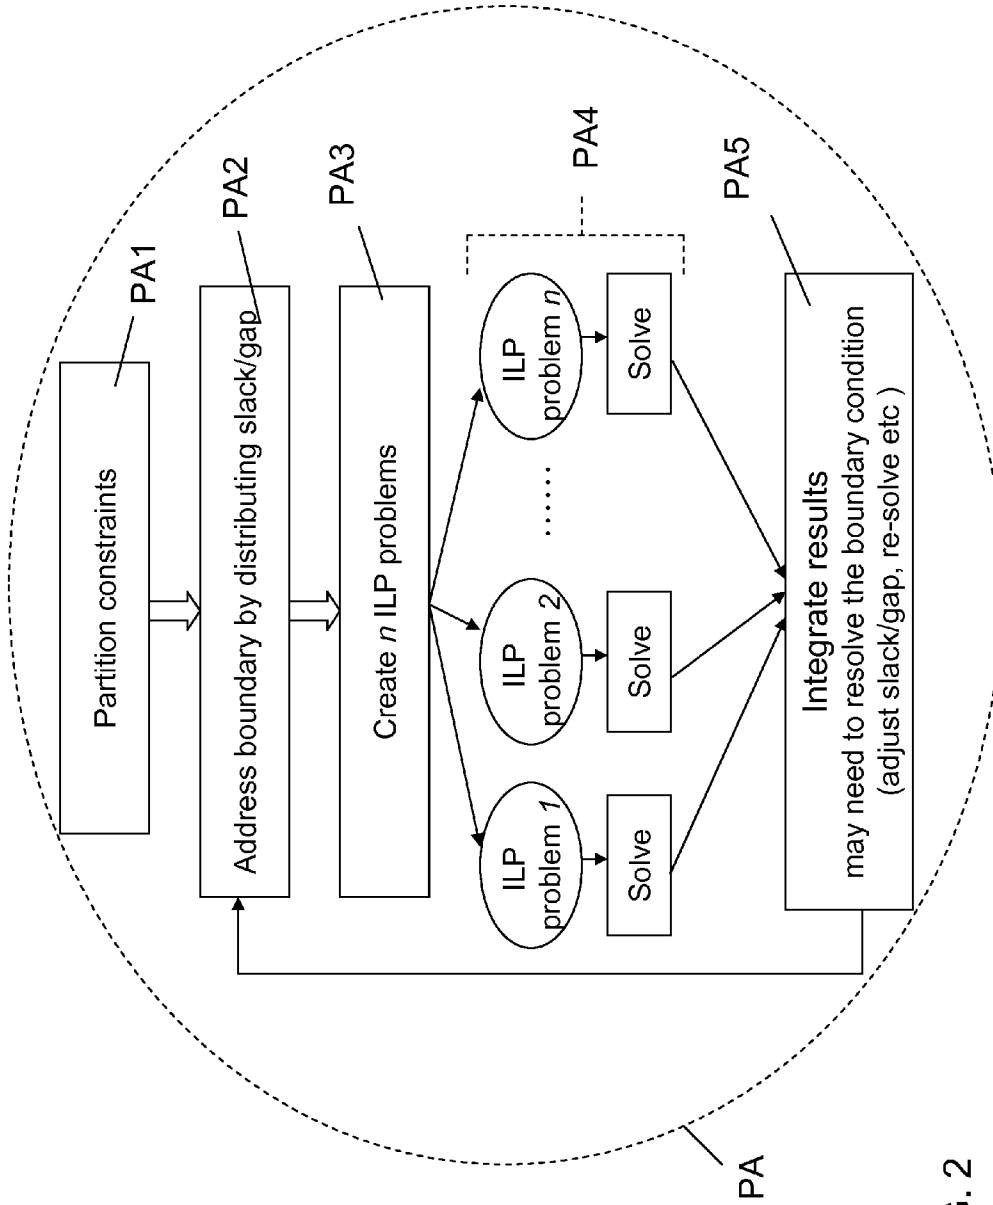 Partition constraints
PA1
Address boundary by distributing slack/gap
PA2
Create n ILP problems
PA3
ILP
problem 1
ILP
problem 2
......
ILP
problem n
PA4
Solve
Solve
Solve
Integrate results
may need to resolve the boundary condition
(adjust slack/gap, re-solve etc )
PA5
PA
. 2